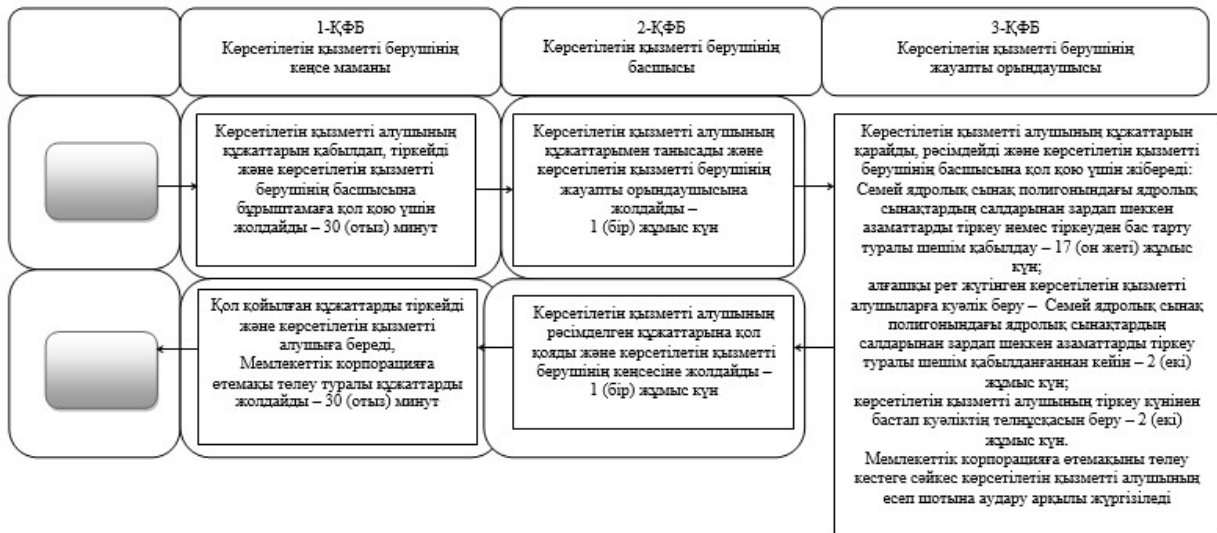 1-ҚФБ
Көрсетілетін қызметті берушінің
кеңсе маманы
2-ҚФБ
Көрсетілетін қызметті берушінің
басшысы
3-ҚФБ
Көрсетілетін қызметті берушінің
жауапты орындаушысы
Көрсетілетін қызметті алушының
құжаттарын қабылдап, тіркейді
және көрсетілетін қызметті
берушінің басшысына
бұрыштамаға қол қою үшін
жолдайды – 30 (отыз) минут
Көрсетілетін қызметті алушының
құжаттарымен танысады және
көрсетілетін қызметті берушінің
жауапты орындаушысына
жолдайды –
1 (бір) жұмыс күн
Көрестілетін қызметті алушының құжаттарын
қарайды, рәсімдейді және көрсетілетін қызметті
берушінің басшысына қол қою үшін жібереді:
Семей ядролық сынақ полигонындағы ядролық
сынақтардың салдарынан зардап шеккен
азаматтарды тіркеу немес тіркеуден бас тарту
туралы шешім қабылдау – 17 (он жеті) жұмыс
күн;
алғашқы рет жүгінген көрсетілетін қызметті
алушыларға куәлік беру – Семей ядролық сынақ
полигонындағы ядролық сынақтардың
салдарынан зардап шеккен азаматтарды тіркеу
туралы шешім қабылданғаннан кейін – 2 (екі)
жұмыс күн;
көрсетілетін қызметті алушының тіркеу күнінен
бастап куәліктің телнұсқасын беру – 2 (екі)
жұмыс күн.
Мемлекеттік корпорацияға өтемақыны төлеу
кестеге сәйкес көрсетілетін қызметті алушының
есеп шотына аудару арқылы жүргізіледі
Қол қойылған құжаттарды тіркейді
және көрсетілетін қызметті
алушыға береді,
Мемлекеттік корпорацияға
өтемақы төлеу туралы құжаттарды
жолдайды – 30 (отыз) минут
Көрсетілетін қызметті алушының
рәсімделген құжаттарына қол
қояды және көрсетілетін қызметті
берушінің кеңсесіне жолдайды –
1 (бір) жұмыс күн